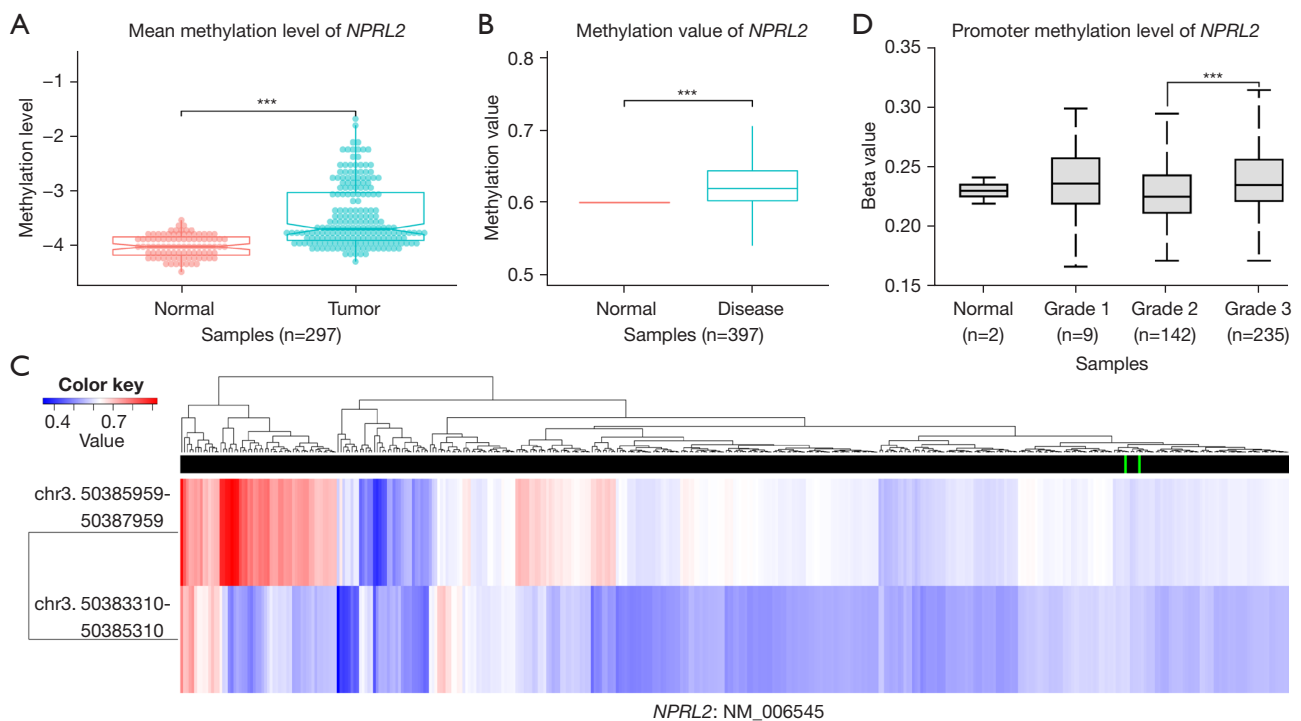 A
Mean methylation level of NPRL2
Methylation level
−1
−2
−3
−4
***
Normal
Tumor
Samples (n=297)
B
Methylation value of NPRL2
Methylation value
0.8
0.7
0.6
0.5
***
Normal
Disease
Samples (n=397)
D
Promoter methylation level of NPRL2
Beta value
0.35
0.30
0.25
0.20
0.15
***
Normal
(n=2)
Grade 1
(n=9)
Grade 2
(n=142)
Grade 3
(n=235)
Samples
C
Color key
0.4
0.7
Value
chr3. 50385959-
50387959
chr3. 50383310-
50385310
NPRL2: NM_006545